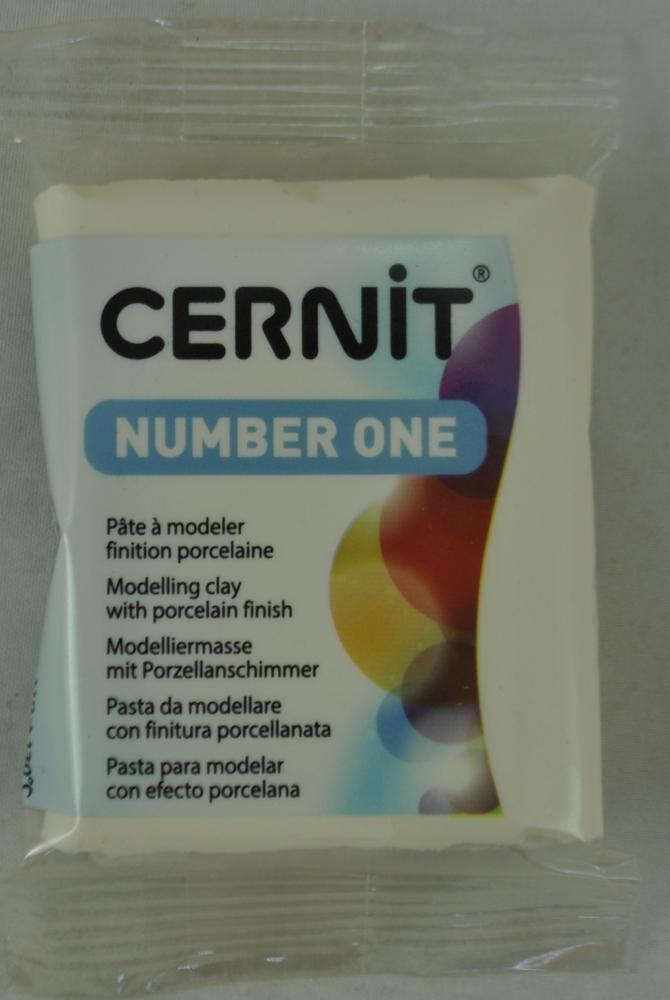 CERNiT®
NUMBER ONE
Pâte à modeler
finition porcelaine
Modelling clay
with porcelain finish
Modelliermasse
mit Porzellanschimmer
Pasta da modellare
con finitura porcellanata
Pasta para modelar
con efecto porcelana